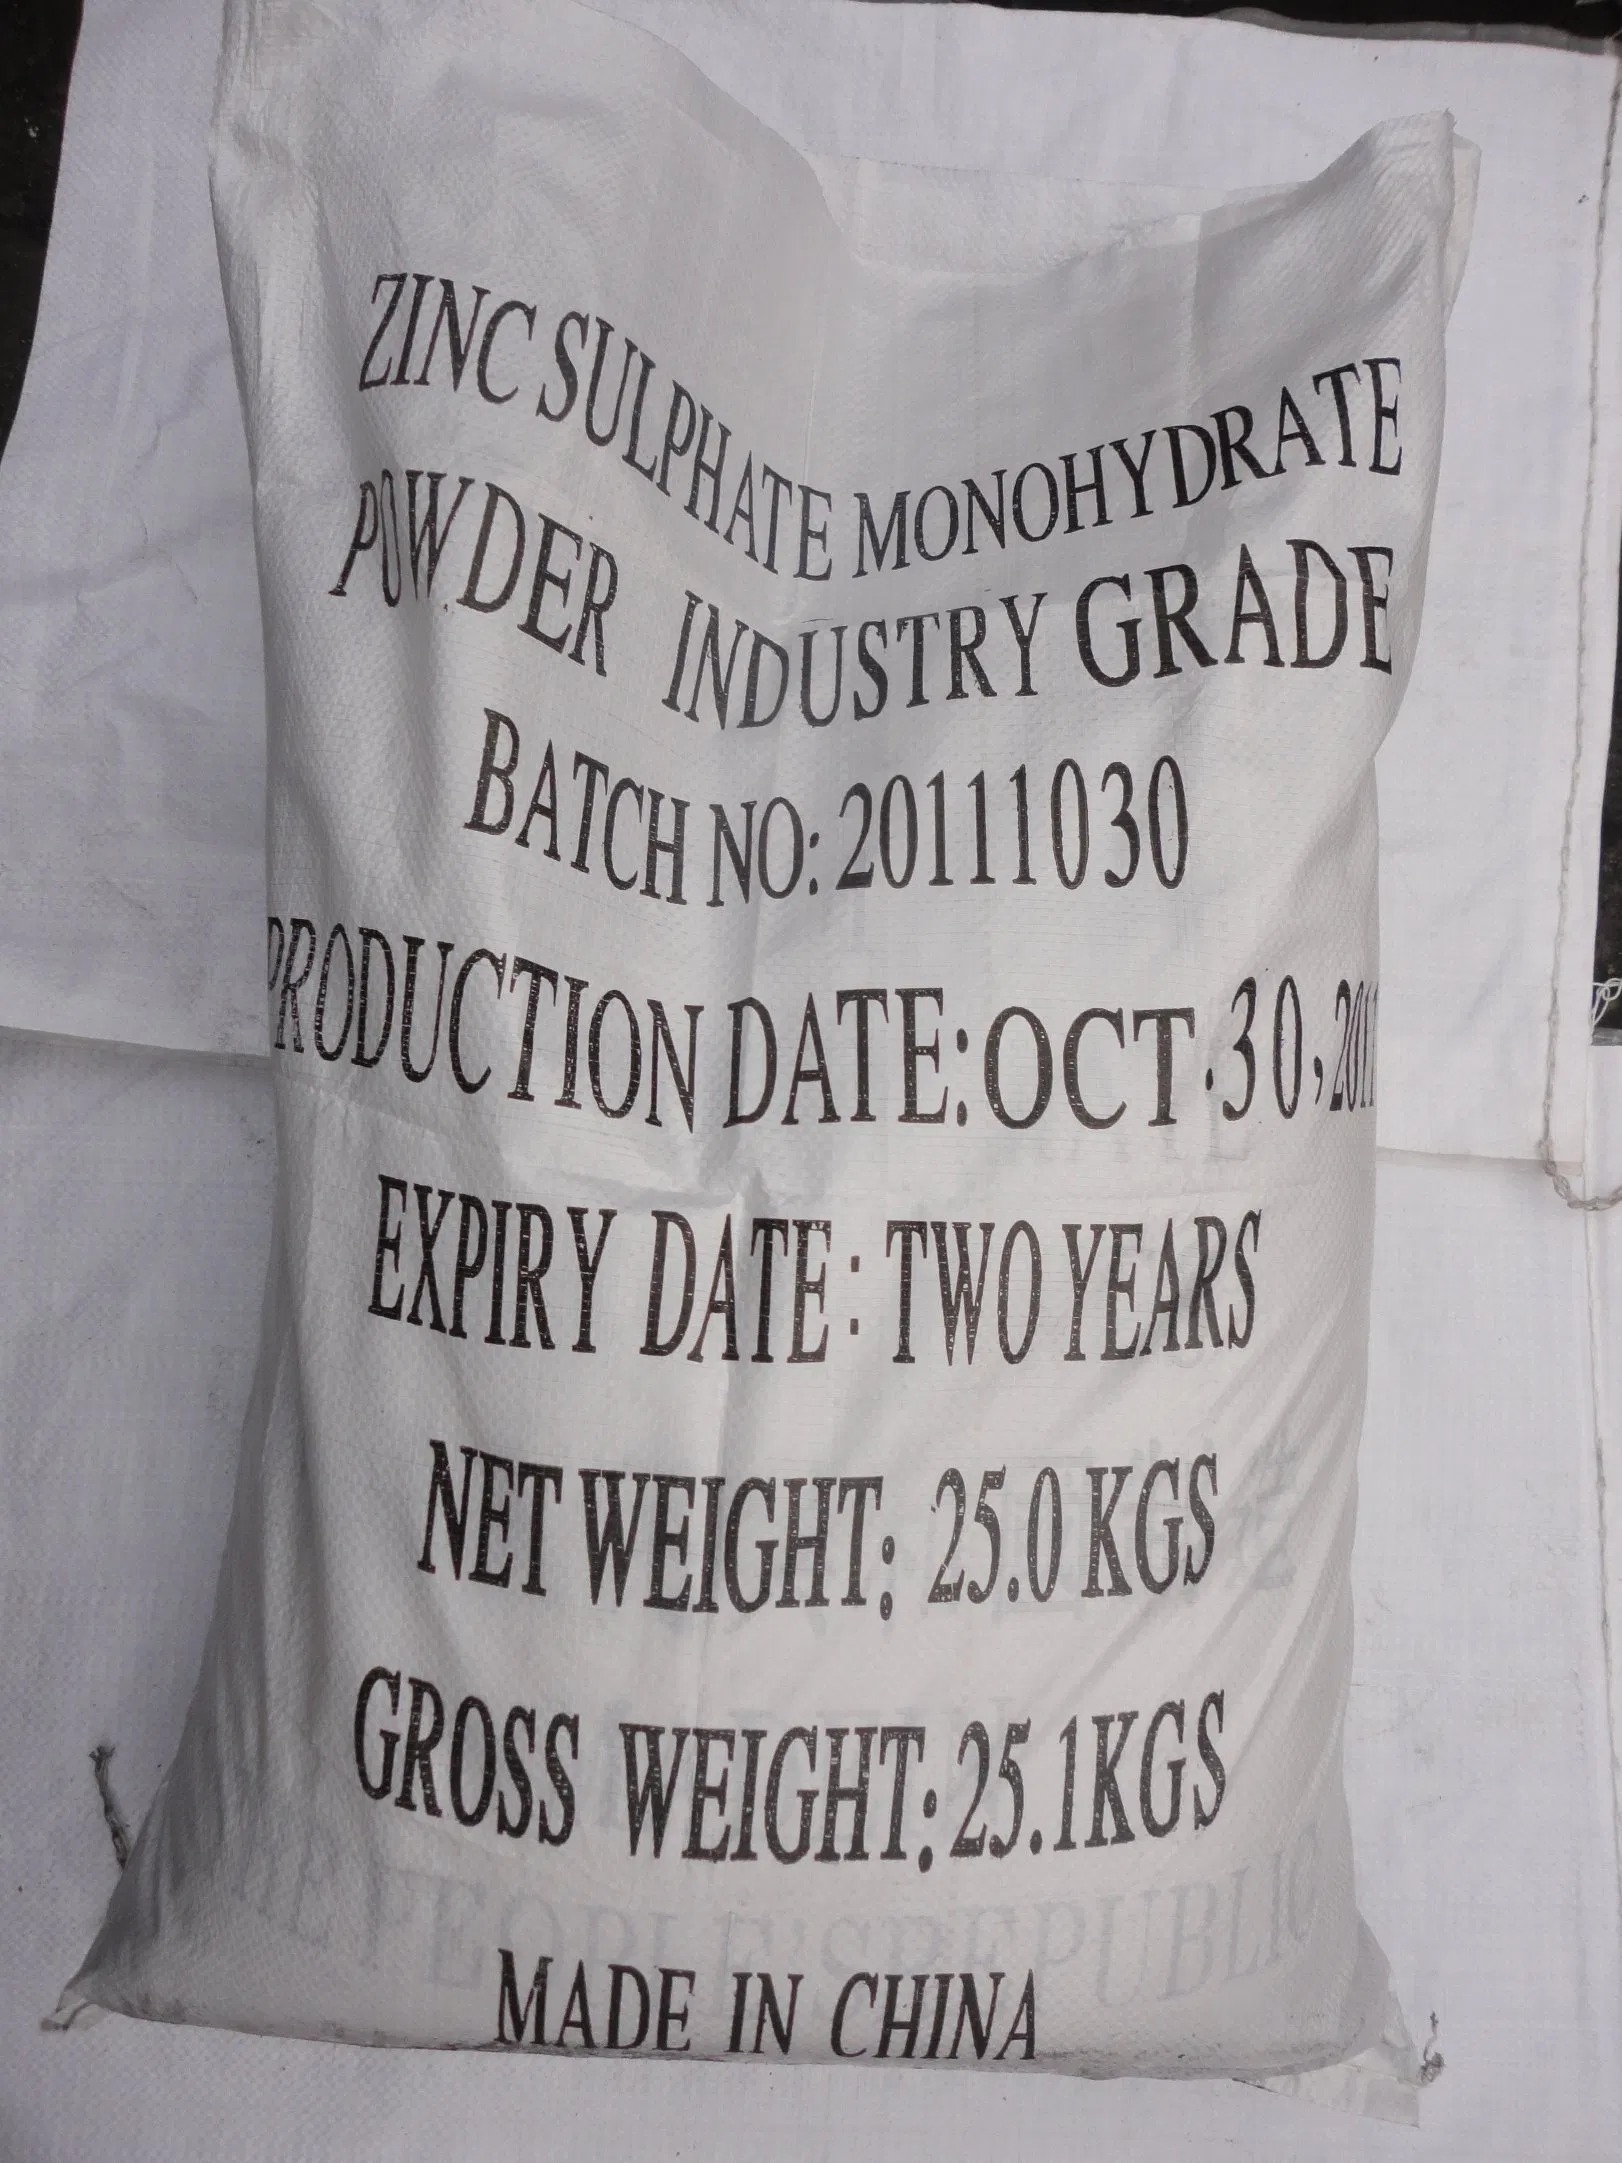 ZINC SULPHATE MONOHYDRATE
POWDER INDUSTRY GRADE
BATCH NO: 20111030
PRODUCTION DATE: OCT.30, 2011
EXPIRY DATE: TWO YEARS
NET WEIGHT: 25.0 KGS
GROSS WEIGHT: 25.1KGS
MADE IN CHINA